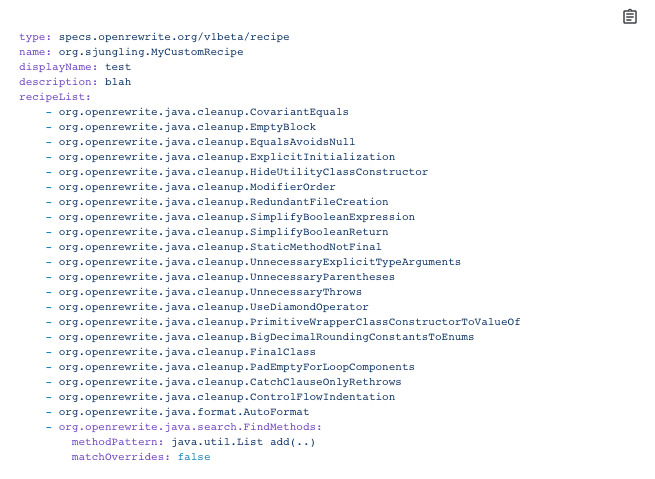 type: specs.openrewrite.org/v1beta/recipe
name: org.sjungling.MyCustomRecipe
displayName: test
description: blah
recipeList:
    - org.openrewrite.java.cleanup.CovariantEquals
    - org.openrewrite.java.cleanup.EmptyBlock
    - org.openrewrite.java.cleanup.EqualsAvoidsNull
    - org.openrewrite.java.cleanup.ExplicitInitialization
    - org.openrewrite.java.cleanup.HideUtilityClassConstructor
    - org.openrewrite.java.cleanup.ModifierOrder
    - org.openrewrite.java.cleanup.RedundantFileCreation
    - org.openrewrite.java.cleanup.SimplifyBooleanExpression
    - org.openrewrite.java.cleanup.SimplifyBooleanReturn
    - org.openrewrite.java.cleanup.StaticMethodNotFinal
    - org.openrewrite.java.cleanup.UnnecessaryExplicitTypeArguments
    - org.openrewrite.java.cleanup.UnnecessaryParentheses
    - org.openrewrite.java.cleanup.UnnecessaryThrows
    - org.openrewrite.java.cleanup.UseDiamondOperator
    - org.openrewrite.java.cleanup.PrimitiveWrapperClassConstructorToValueOf
    - org.openrewrite.java.cleanup.BigDecimalRoundingConstantsToEnums
    - org.openrewrite.java.cleanup.FinalClass
    - org.openrewrite.java.cleanup.PadEmptyForLoopComponents
    - org.openrewrite.java.cleanup.CatchClauseOnlyRethrows
    - org.openrewrite.java.cleanup.ControlFlowIndentation
    - org.openrewrite.java.format.AutoFormat
    - org.openrewrite.java.search.FindMethods:
        methodPattern: java.util.List add(..)
        matchOverrides: false